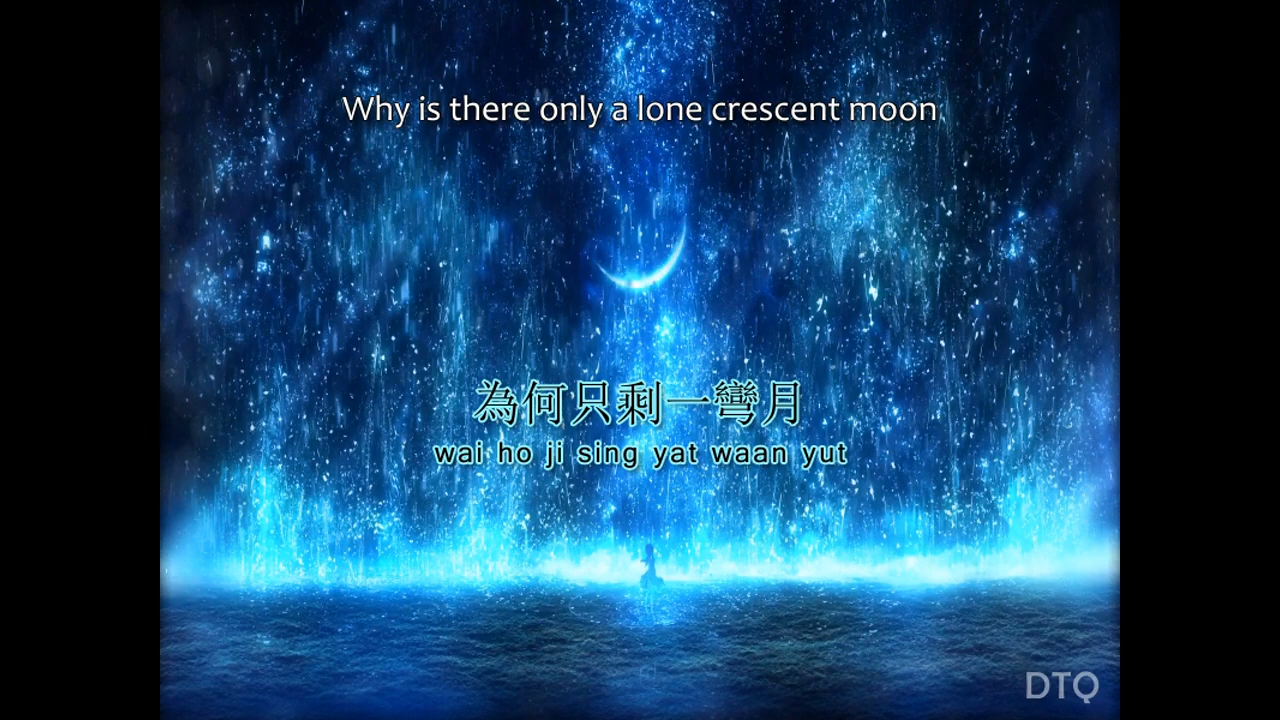 Why is there only a lone crescent moon
為何只剩一彎月
wai ho ji sing yat waan yut
DTQ